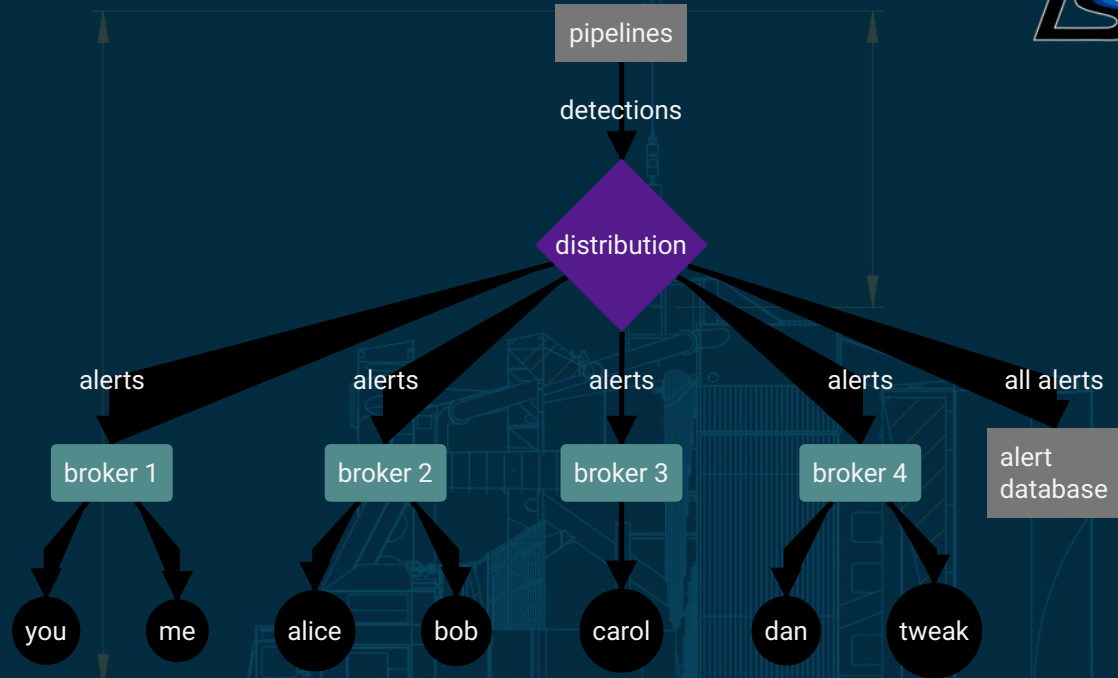 pipelines
detections
distribution
alerts
alerts
alerts
alerts
all alerts
broker 1
broker 2
broker 3
broker 4
alert
database
you
me
alice
bob
carol
dan
tweak